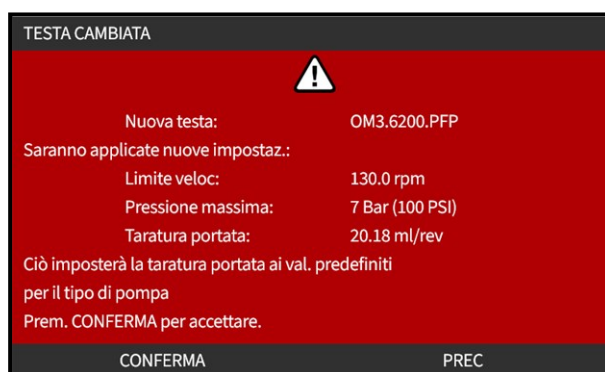 TESTA CAMBIATA
Nuova testa: OM3.6200.PFP
Saranno applicate nuove impostaz.:
Limite veloc: 130.0 rpm
Pressione massima: 7 Bar (100 PSI)
Taratura portata: 20.18 ml/rev
Ciò imposterà la taratura portata ai val. predefiniti
per il tipo di pompa
Prem. CONFERMA per accettare.
CONFERMA PREC